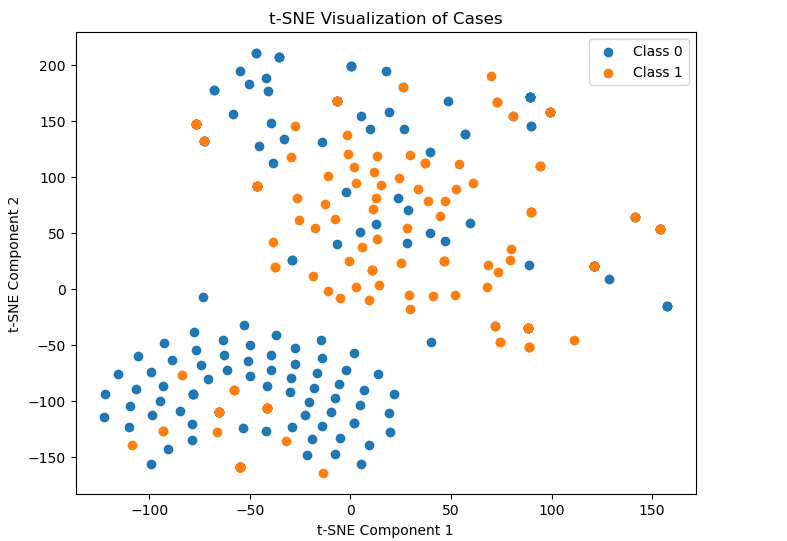 t-SNE Visualization of Cases
Class 0
Class 1
200
150
100
50
0
−50
−100
−150
t-SNE Component 2
−100
−50
0
50
100
150
t-SNE Component 1